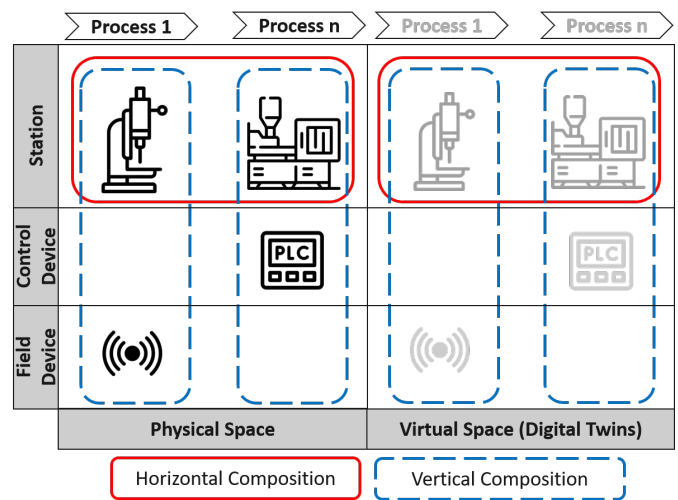 Process 1
Process n
Process 1
Process n
Station
Control
Device
PLC
PLC
Field
Device
Physical Space
Virtual Space (Digital Twins)
Horizontal Composition
Vertical Composition